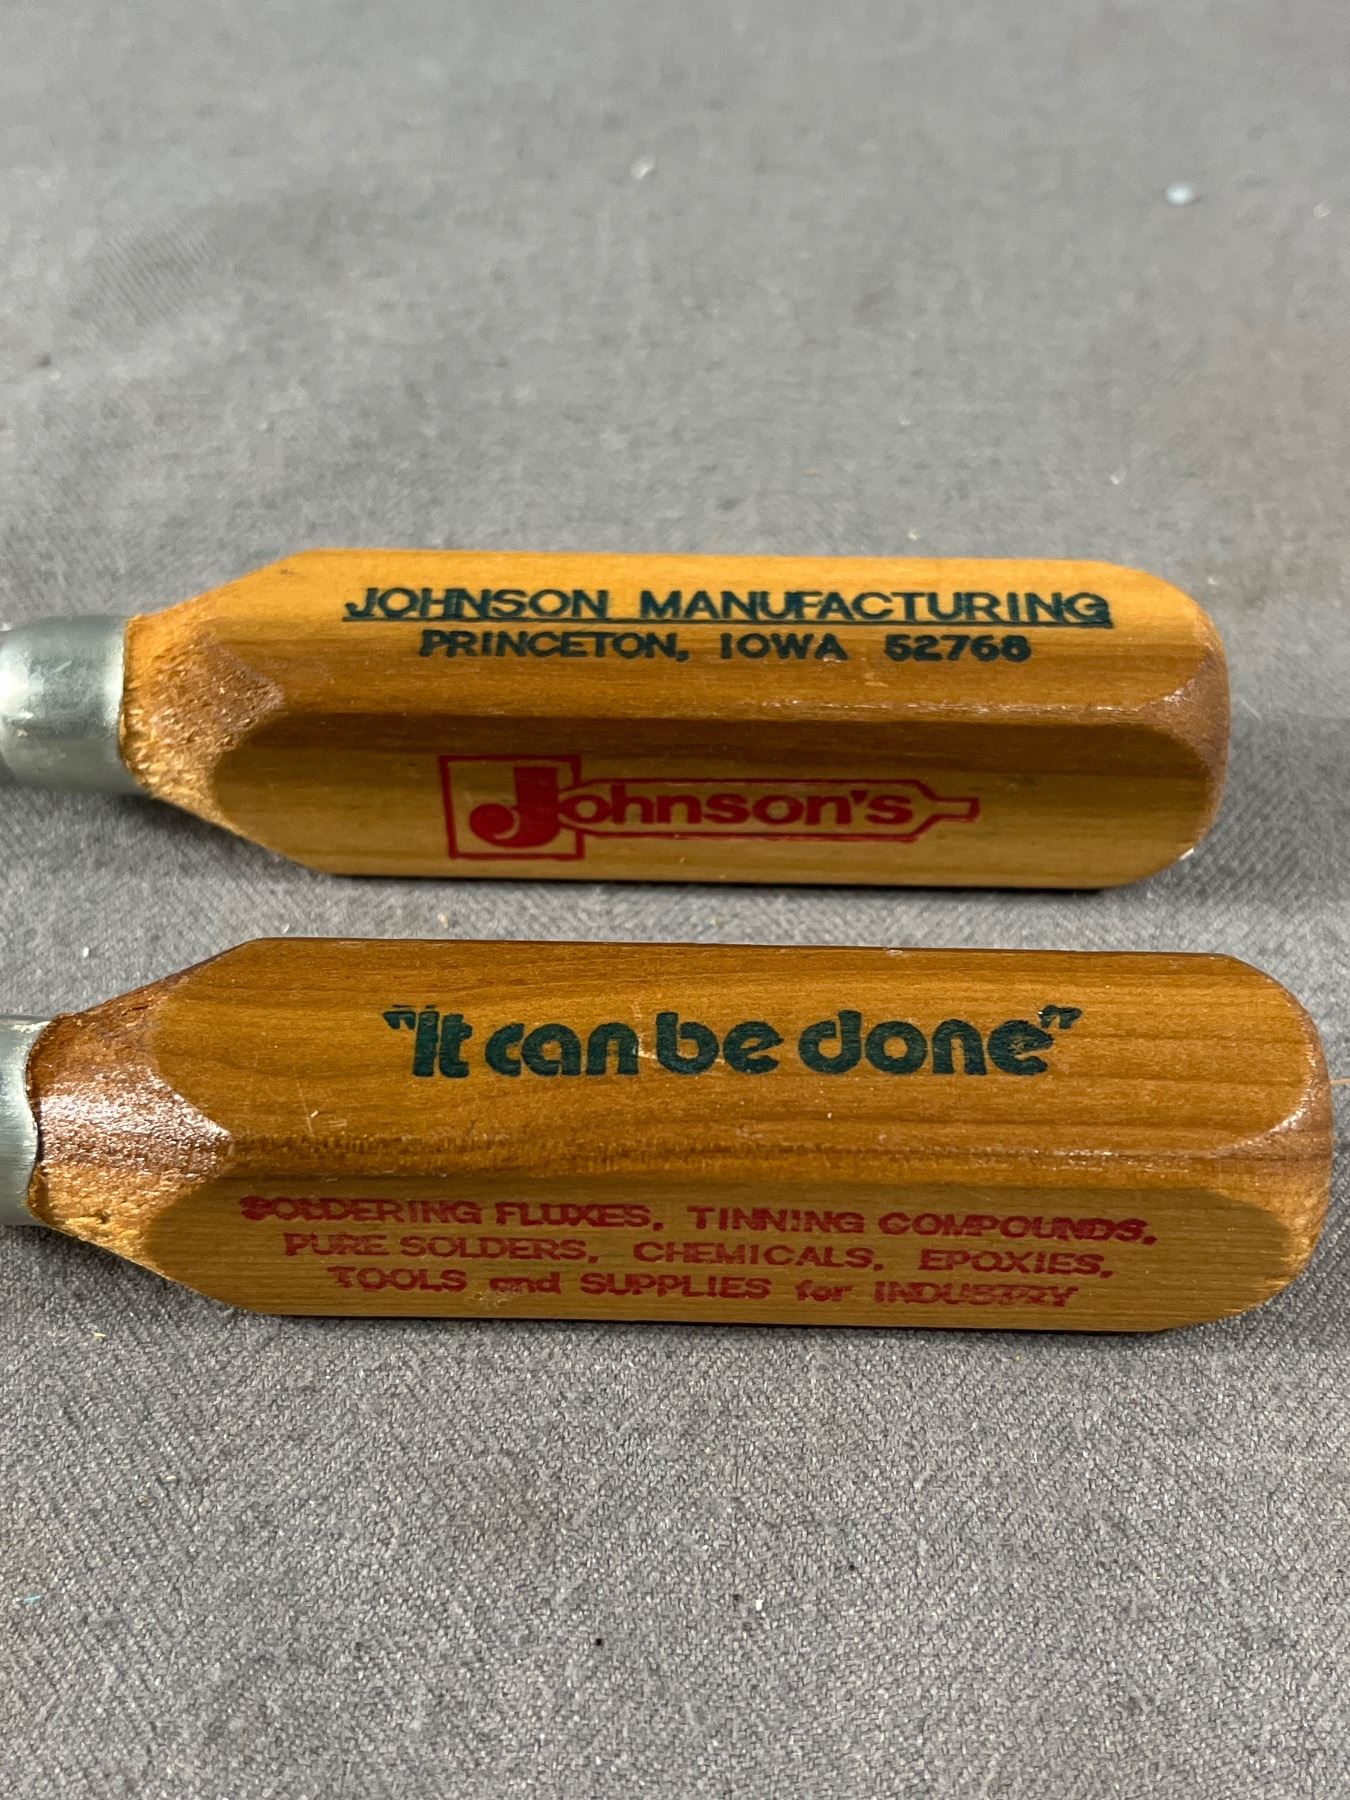 JOHNSON MANUFACTURING
PRINCETON, IOWA 52768
Johnson's
"It can be done"
SOLDERING FLUXES, TINNING COMPOUNDS,
PURE SOLDERS, CHEMICALS, EPOXIES,
TOOLS and SUPPLIES for INDUSTRY